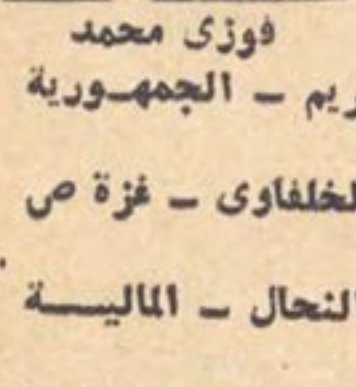 فوزى محمد
ريم – الجمهورية
لخلفاوى – غزة ص
النحال – المالية